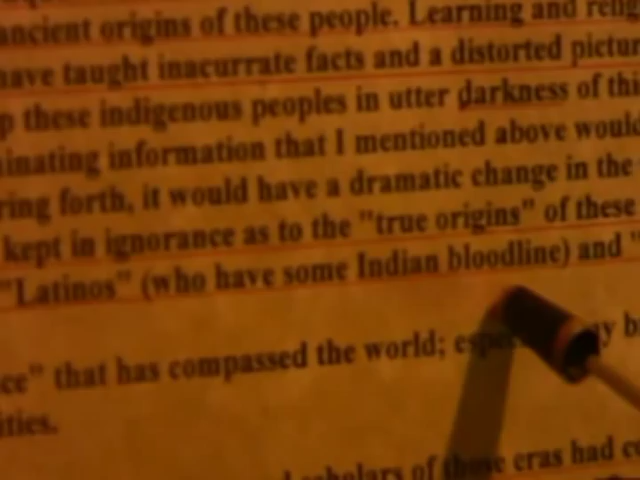 ancient origins of these people. Learning and relig
have taught inacurrate facts and a distorted pictur
p these indigenous peoples in utter darkness of thi
inating information that I mentioned above would
ring forth, it would have a dramatic change in the
kept in ignorance as to the "true origins" of these
"Latinos" (who have some Indian bloodline) and "
ce" that has compassed the world; espe y b
ities.
scholars of these eras had c